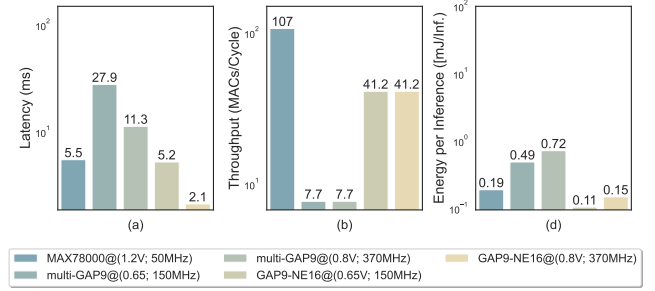 10²
10¹
Latency (ms)
5.5
27.9
11.3
5.2
2.1
(a)
10²
10¹
Throughput (MACs/Cycle)
107
7.7
7.7
41.2
41.2
(b)
10²
10¹
10⁰
10⁻¹
Energy per Inference ([mJ/Inf.)
0.19
0.49
0.72
0.11
0.15
(d)
MAX78000@(1.2V; 50MHz)
multi-GAP9@(0.8V; 370MHz)
GAP9-NE16@(0.8V; 370MHz)
multi-GAP9@(0.65; 150MHz)
GAP9-NE16@(0.65V; 150MHz)